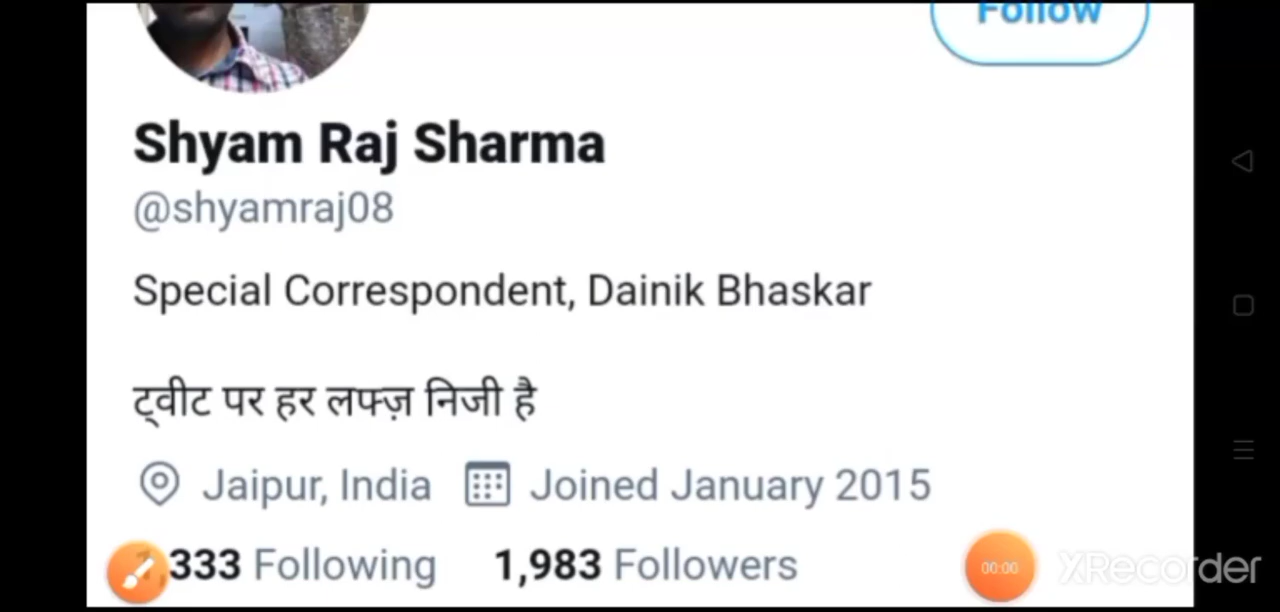 Follow
Shyam Raj Sharma
@shyamraj08
Special Correspondent, Dainik Bhaskar
ट्वीट पर हर लफ्ज़ निजी है
Jaipur, India Joined January 2015
333 Following 1,983 Followers
00:00 XRecorder